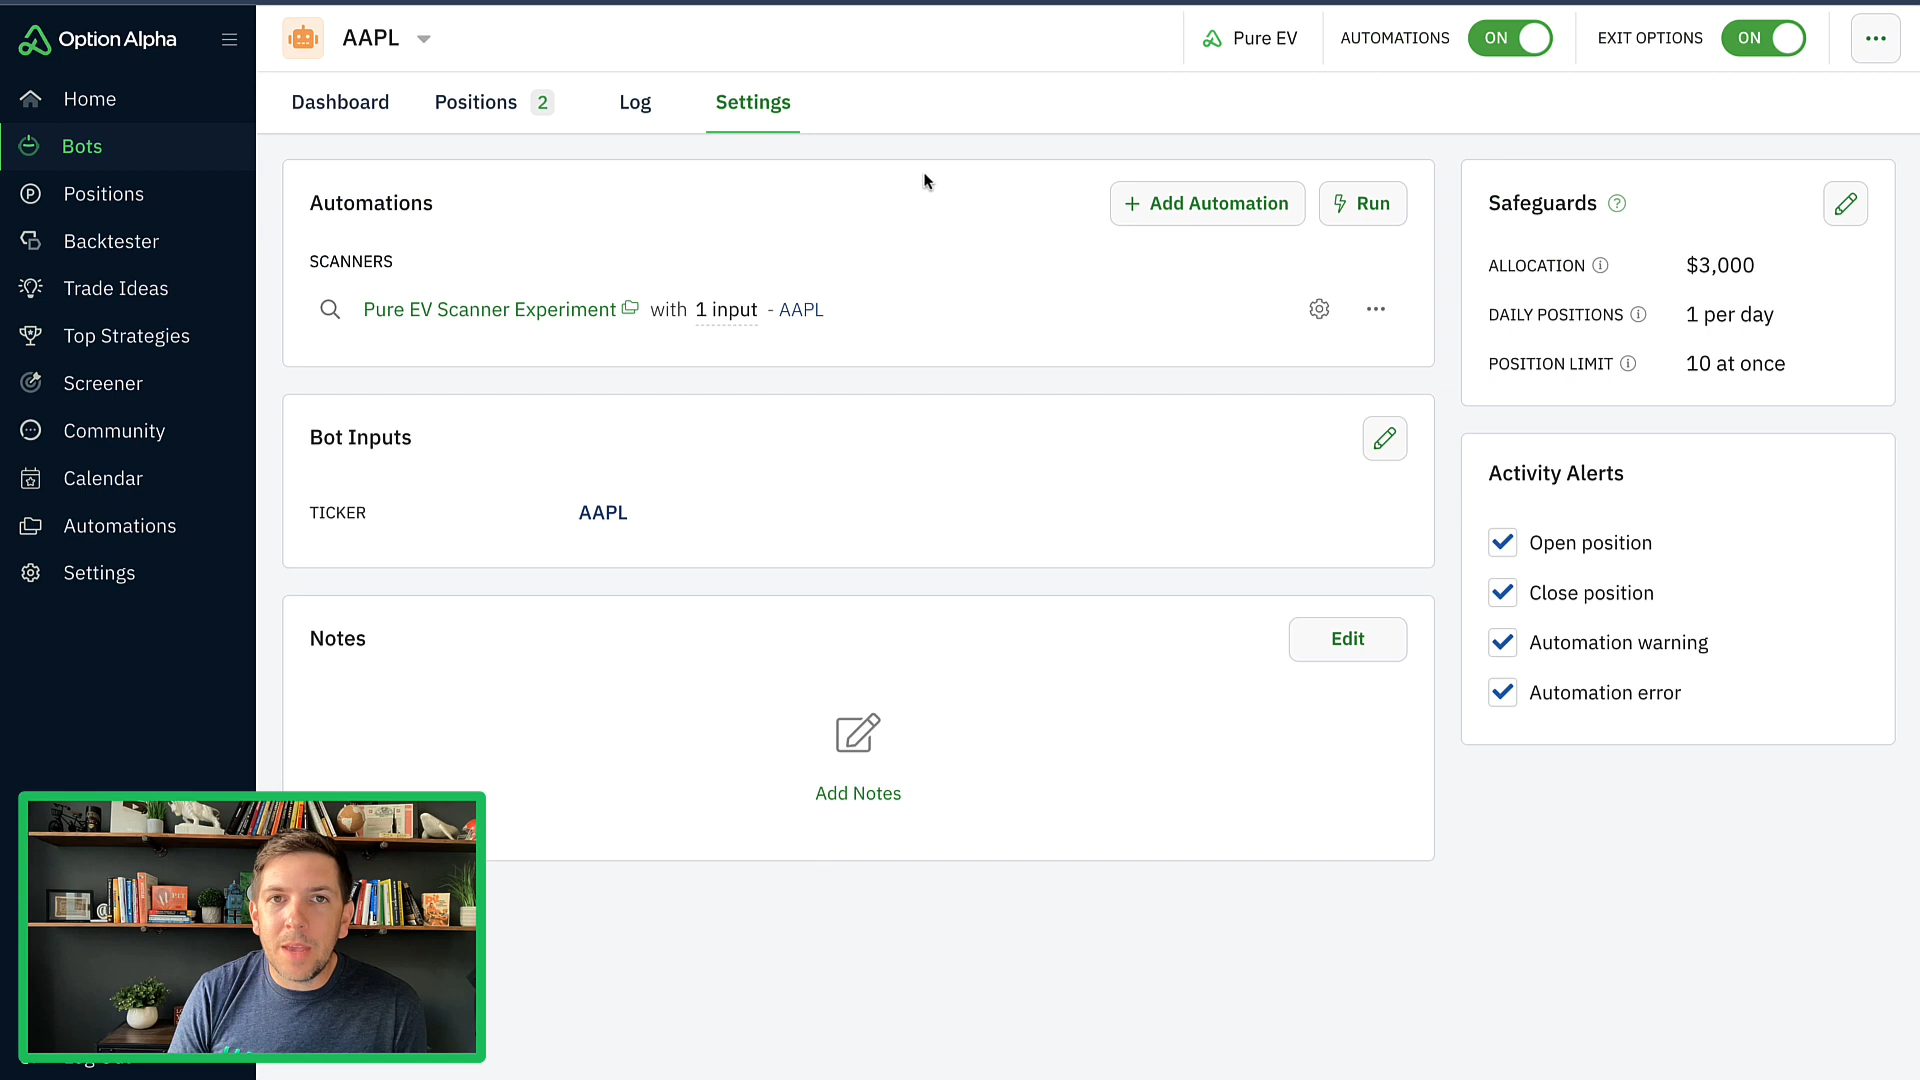 Option Alpha
Home
Bots
Positions
Backtester
Trade Ideas
Top Strategies
Screener
Community
Calendar
Automations
Settings
AAPL
Pure EV
AUTOMATIONS
ON
EXIT OPTIONS
ON
Dashboard
Positions 2
Log
Settings
Automations
+ Add Automation
Run
SCANNERS
Pure EV Scanner Experiment with 1 input - AAPL
Bot Inputs
TICKER AAPL
Notes
Edit
Add Notes
Safeguards
ALLOCATION $3,000
DAILY POSITIONS 1 per day
POSITION LIMIT 10 at once
Activity Alerts
Open position
Close position
Automation warning
Automation error